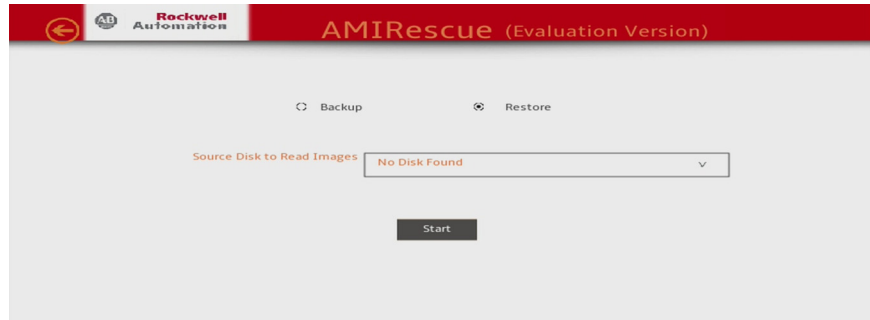 AB Rockwell
Automation
AMIRescue (Evaluation Version)
Backup
Restore
Source Disk to Read Images
No Disk Found
Start